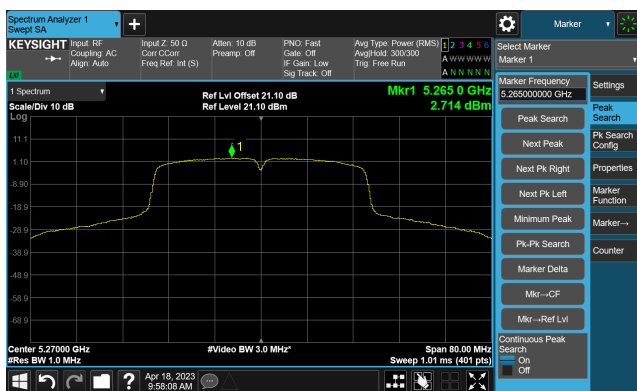 Spectrum Analyzer 1
Swept SA
Marker
KEYSIGHT
Input: RF
Coupling: AC
Align: Auto
Input Z: 50 Ω
Corr CCorr
Freq Ref: Int (S)
Atten: 10 dB
Preamp: Off
PNO: Fast
Gate: Off
IF Gain: Low
Sig Track: Off
Avg Type: Power (RMS)
Avg|Hold: 300/300
Trig: Free Run
1 2 3 4 5 6
A W W W W W
A N N N N N
LXI
Select Marker
Marker 1
1 Spectrum
Scale/Div 10 dB
Log
Ref Lvl Offset 21.10 dB
Ref Level 21.10 dBm
Mkr1 5.265 0 GHz
2.714 dBm
11.1
1.10
-8.90
-18.9
-28.9
-38.9
-48.9
-58.9
-68.9
1
Center 5.27000 GHz
#Res BW 1.0 MHz
#Video BW 3.0 MHz*
Span 80.00 MHz
Sweep 1.01 ms (401 pts)
Marker Frequency
5.265000000 GHz
Peak Search
Next Peak
Next Pk Right
Next Pk Left
Minimum Peak
Pk-Pk Search
Marker Delta
Mkr→CF
Mkr→Ref Lvl
Continuous Peak
Search
On
Off
Settings
Peak
Search
Pk Search
Config
Properties
Marker
Function
Marker→
Counter
Apr 18, 2023
9:58:08 AM